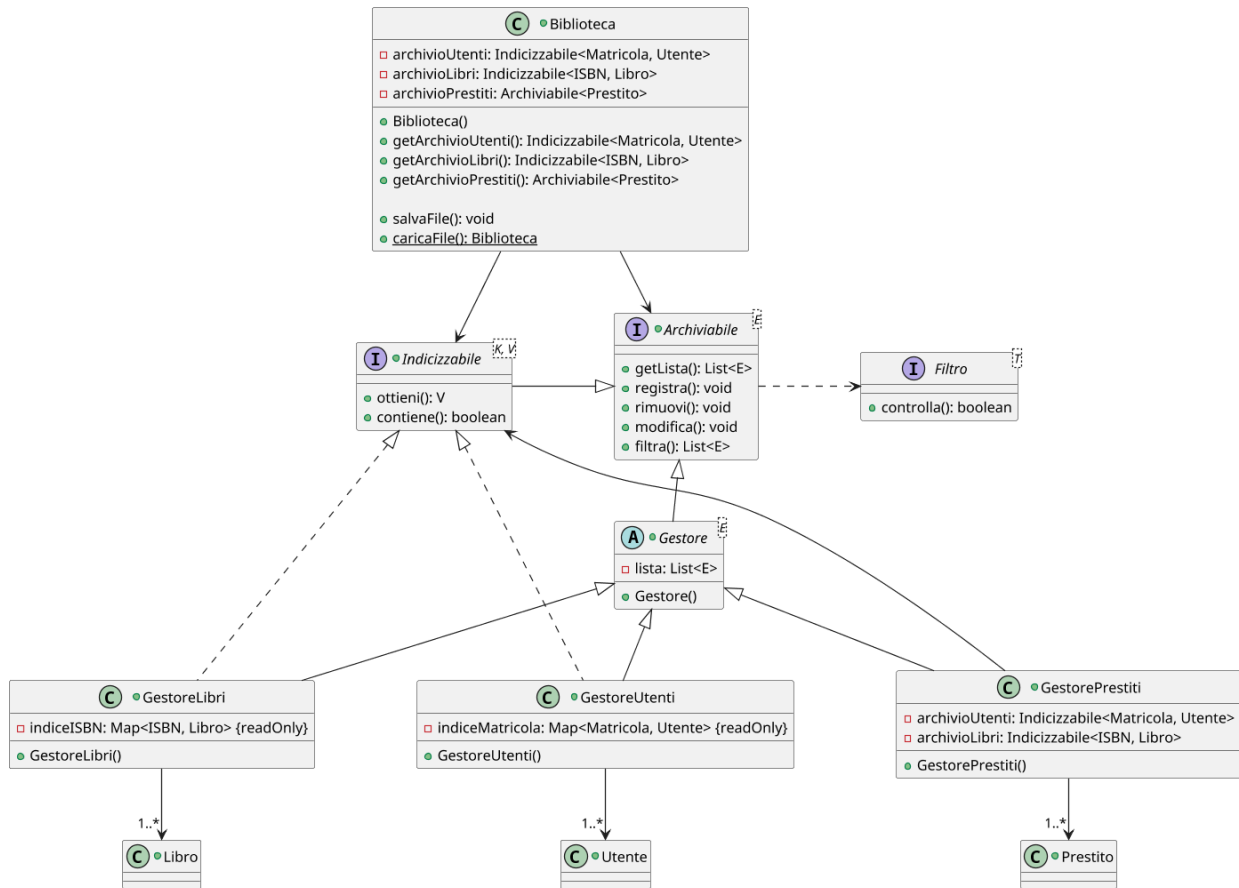 C Biblioteca
archivioUtenti: Indicizzabile<Matricola, Utente>
archivioLibri: Indicizzabile<ISBN, Libro>
archivioPrestiti: Archiviabile<Prestito>
Biblioteca()
getArchivioUtenti(): Indicizzabile<Matricola, Utente>
getArchivioLibri(): Indicizzabile<ISBN, Libro>
getArchivioPrestiti(): Archiviabile<Prestito>
salvaFile(): void
caricaFile(): Biblioteca
I Indicizzabile K, V
ottieni(): V
contiene(): boolean
I Archiviabile E
getLista(): List<E>
registra(): void
rimuovi(): void
modifica(): void
filtra(): List<E>
I Filtro T
controlla(): boolean
A Gestore E
lista: List<E>
Gestore()
C GestoreLibri
indiceISBN: Map<ISBN, Libro> {readOnly}
GestoreLibri()
C GestoreUtenti
indiceMatricola: Map<Matricola, Utente> {readOnly}
GestoreUtenti()
C GestorePrestiti
archivioUtenti: Indicizzabile<Matricola, Utente>
archivioLibri: Indicizzabile<ISBN, Libro>
GestorePrestiti()
1..*
1..*
1..*
C Libro
C Utente
C Prestito